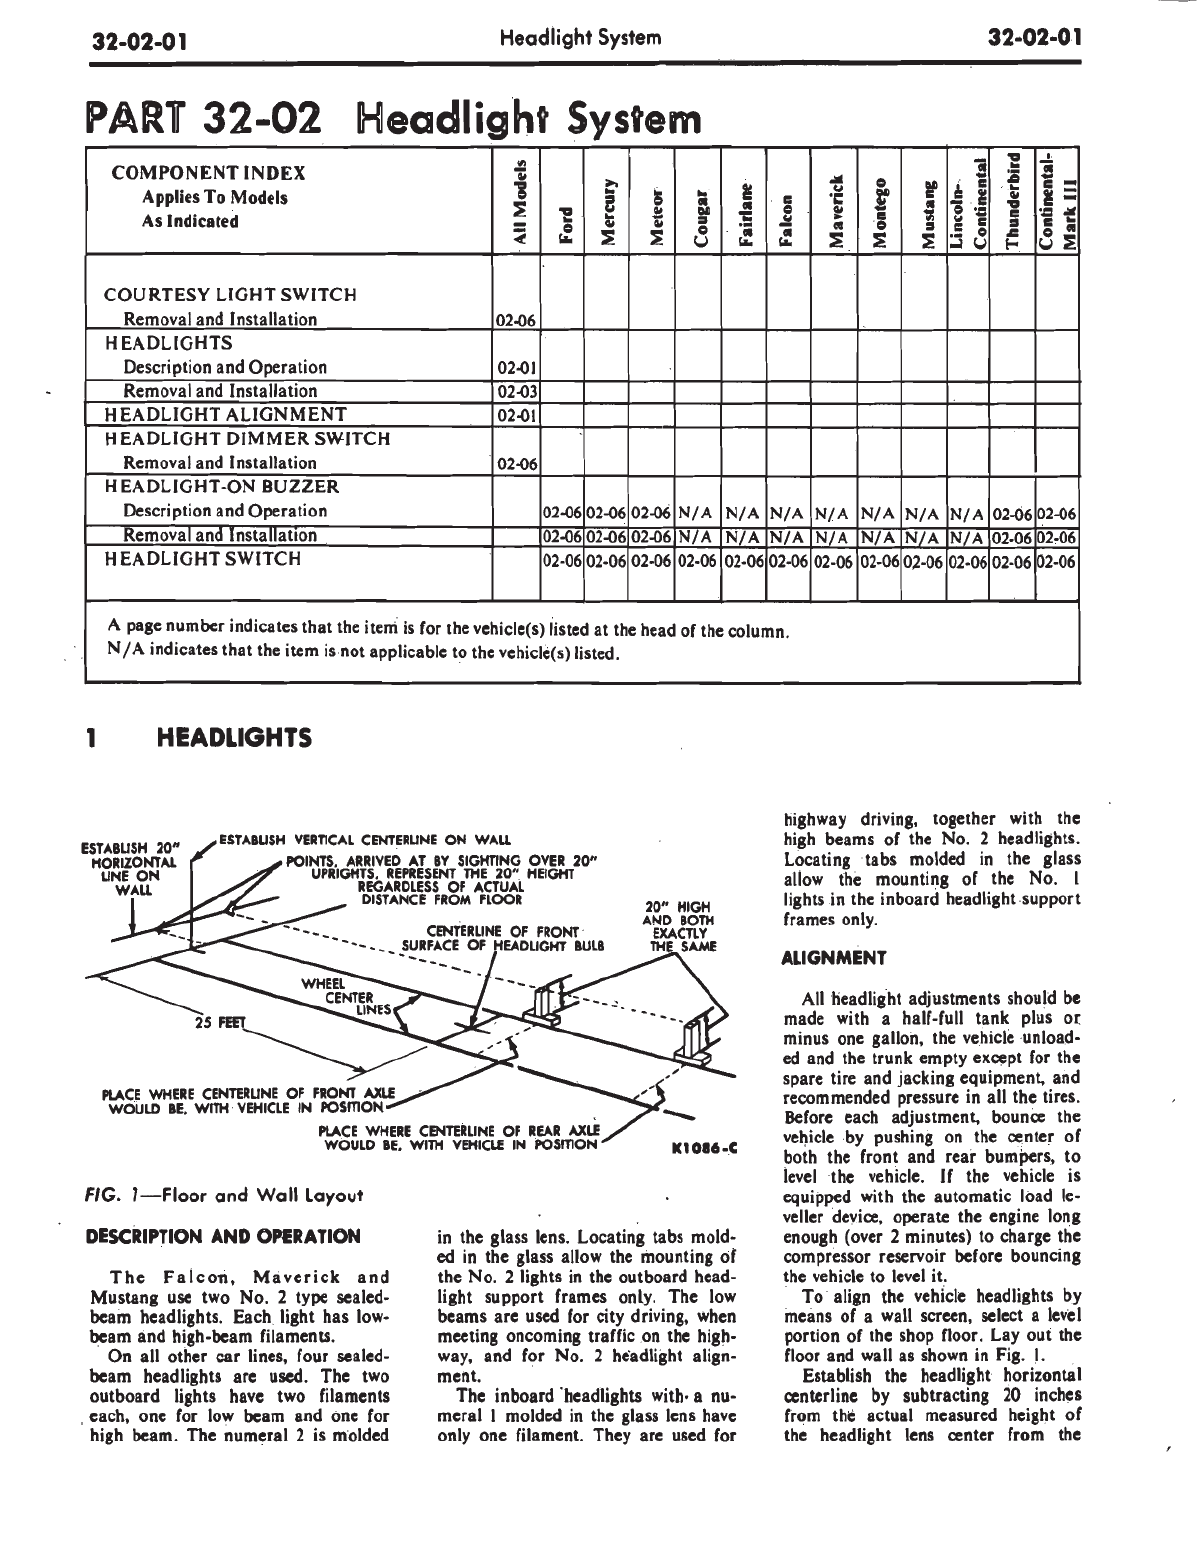 32-02-01 Headlight System 32-02-01
PART 32-02 Headlight System
COMPONENT INDEX
Applies To Models
As Indicated
All Models
Ford
Mercury
Meteor
Cougar
Fairlane
Falcon
Maverick
Montego
Mustang
Lincoln-
Continental
Thunderbird
Continental-
Mark III
COURTESY LIGHT SWITCH
Removal and Installation 02-06
HEADLIGHTS
Description and Operation 02-01
Removal and Installation 02-03
HEADLIGHT ALIGNMENT 02-01
HEADLIGHT DIMMER SWITCH
Removal and Installation 02-06
HEADLIGHT-ON BUZZER
Description and Operation 02-06 02-06 02-06 N/A N/A N/A N/A N/A N/A N/A 02-06 02-06
Removal and Installation 02-06 02-06 02-06 N/A N/A N/A N/A N/A N/A N/A 02-06 02-06
HEADLIGHT SWITCH 02-06 02-06 02-06 02-06 02-06 02-06 02-06 02-06 02-06 02-06 02-06 02-06
A page number indicates that the item is for the vehicle(s) listed at the head of the column.
N/A indicates that the item is not applicable to the vehicle(s) listed.
1 HEADLIGHTS
ESTABLISH 20"
HORIZONTAL
LINE ON
WALL
ESTABLISH VERTICAL CENTERLINE ON WALL
POINTS, ARRIVED AT BY SIGHTING OVER 20"
UPRIGHTS, REPRESENT THE 20" HEIGHT
REGARDLESS OF ACTUAL
DISTANCE FROM FLOOR
CENTERLINE OF FRONT
SURFACE OF HEADLIGHT BULB
20" HIGH
AND BOTH
EXACTLY
THE SAME
WHEEL
CENTER
LINES
25 FEET
PLACE WHERE CENTERLINE OF FRONT AXLE
WOULD BE, WITH VEHICLE IN POSITION
PLACE WHERE CENTERLINE OF REAR AXLE
WOULD BE, WITH VEHICLE IN POSITION
K1086-C
FIG. 1—Floor and Wall Layout
DESCRIPTION AND OPERATION
The Falcon, Maverick and
Mustang use two No. 2 type sealed-
beam headlights. Each light has low-
beam and high-beam filaments.
On all other car lines, four sealed-
beam headlights are used. The two
outboard lights have two filaments
each, one for low beam and one for
high beam. The numeral 2 is molded
in the glass lens. Locating tabs mold-
ed in the glass allow the mounting of
the No. 2 lights in the outboard head-
light support frames only. The low
beams are used for city driving, when
meeting oncoming traffic on the high-
way, and for No. 2 headlight align-
ment.
The inboard headlights with a nu-
meral 1 molded in the glass lens have
only one filament. They are used for
highway driving, together with the
high beams of the No. 2 headlights.
Locating tabs molded in the glass
allow the mounting of the No. 1
lights in the inboard headlight support
frames only.
ALIGNMENT
All headlight adjustments should be
made with a half-full tank plus or
minus one gallon, the vehicle unload-
ed and the trunk empty except for the
spare tire and jacking equipment, and
recommended pressure in all the tires.
Before each adjustment, bounce the
vehicle by pushing on the center of
both the front and rear bumpers, to
level the vehicle. If the vehicle is
equipped with the automatic load le-
veller device, operate the engine long
enough (over 2 minutes) to charge the
compressor reservoir before bouncing
the vehicle to level it.
To align the vehicle headlights by
means of a wall screen, select a level
portion of the shop floor. Lay out the
floor and wall as shown in Fig. 1.
Establish the headlight horizontal
centerline by subtracting 20 inches
from the actual measured height of
the headlight lens center from the